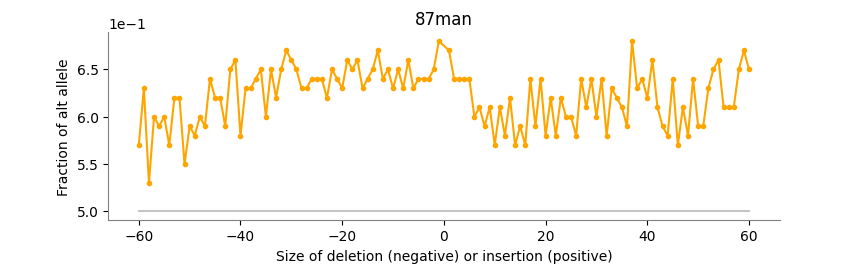 87man
1e−1
6.5
6.0
5.5
5.0
Fraction of alt allele
−60 −40 −20 0 20 40 60
Size of deletion (negative) or insertion (positive)